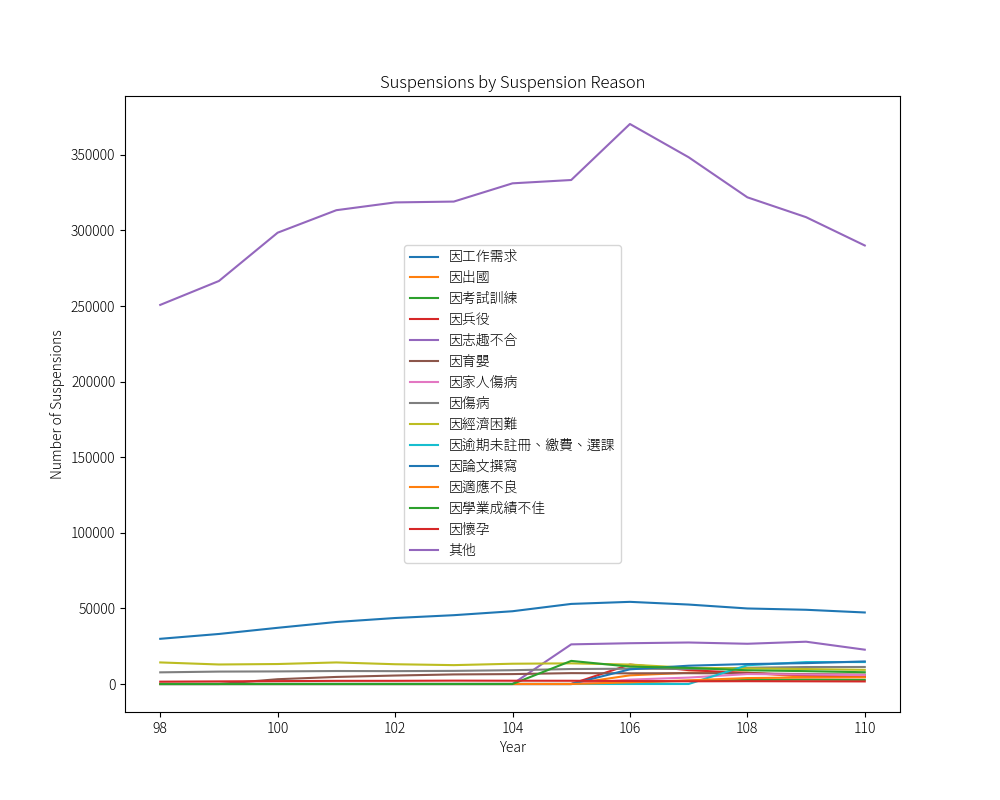 Suspensions by Suspension Reason
Number of Suspensions
350000
300000
250000
200000
150000
100000
50000
0
因工作需求
因出國
因考試訓練
因兵役
因志趣不合
因育嬰
因家人傷病
因傷病
因經濟困難
因逾期未註冊、繳費、選課
因論文撰寫
因適應不良
因學業成績不佳
因懷孕
其他
98 100 102 104 106 108 110
Year